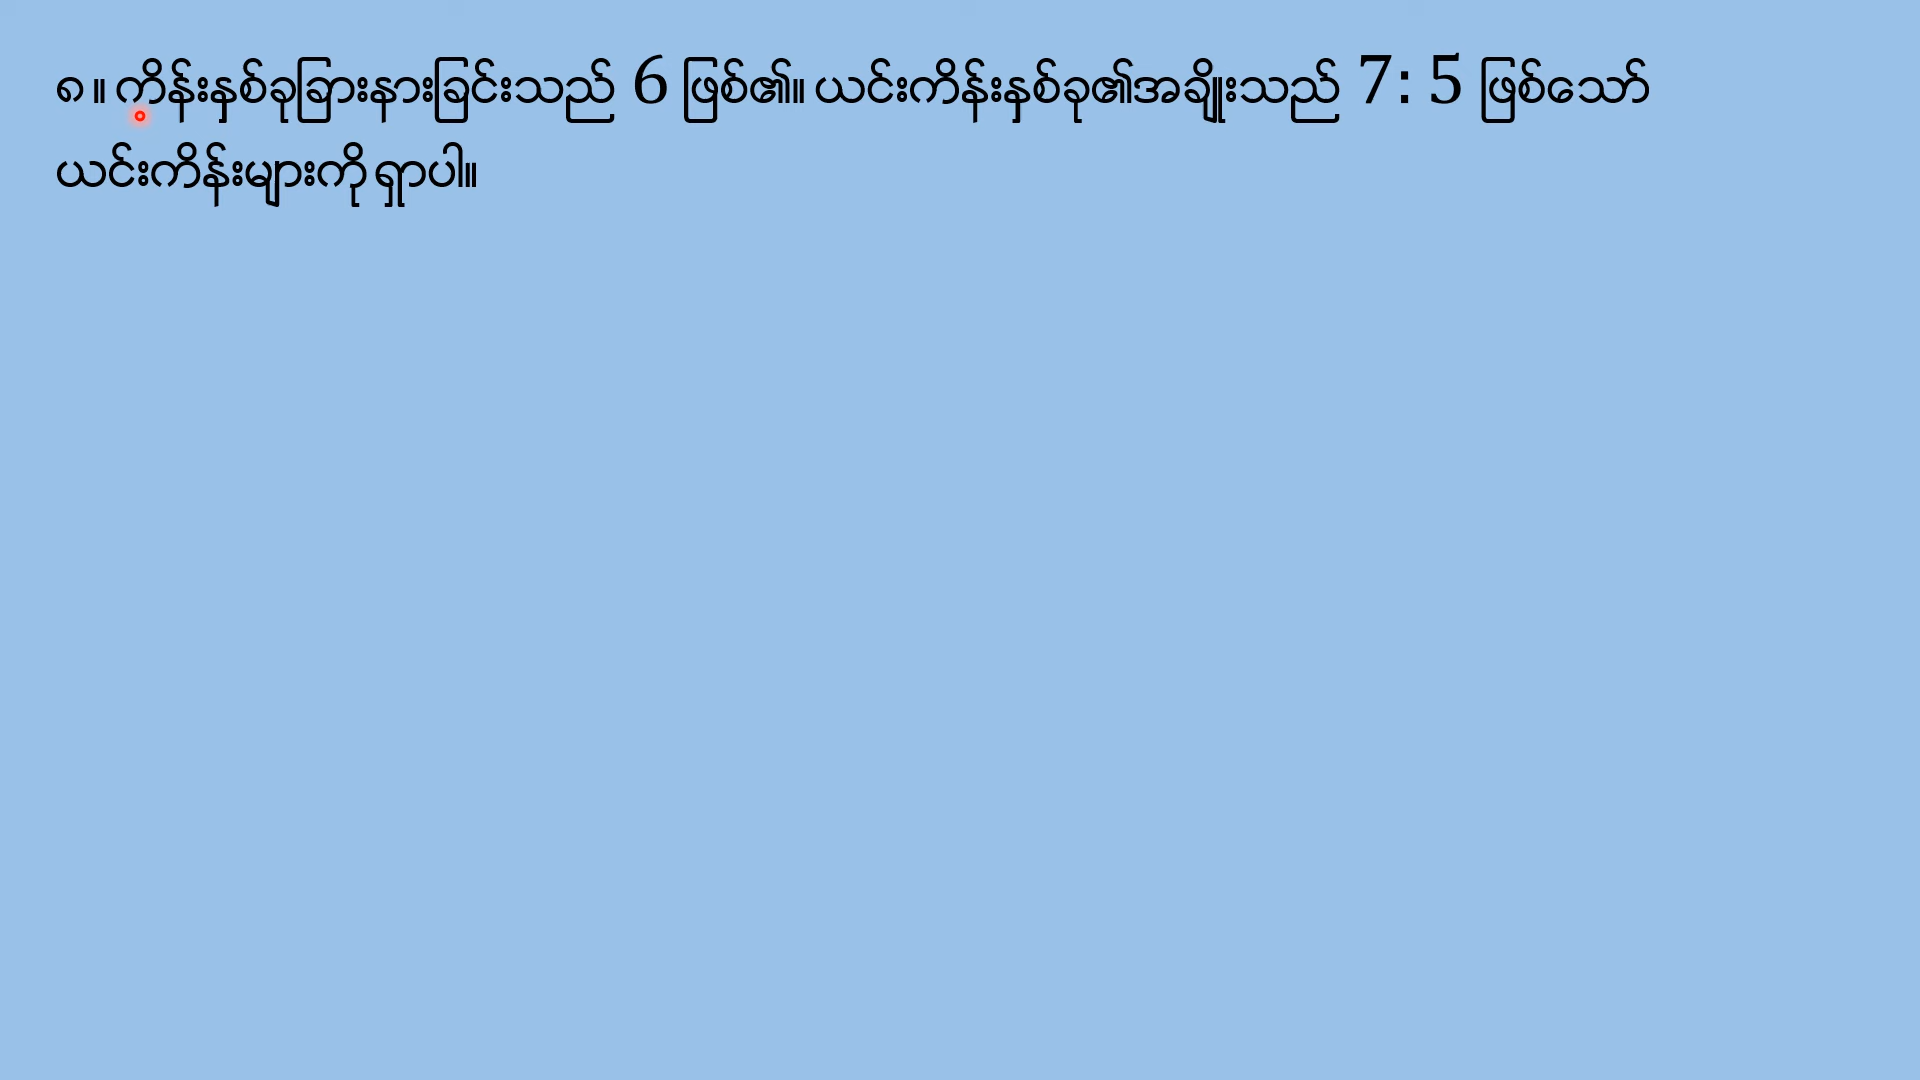 ၈။ ကိန်းနှစ်ခုခြားနားခြင်းသည် 6 ဖြစ်၏။ ယင်းကိန်းနှစ်ခု၏အချိုးသည် 7: 5 ဖြစ်သော်
ယင်းကိန်းများကို ရှာပါ။